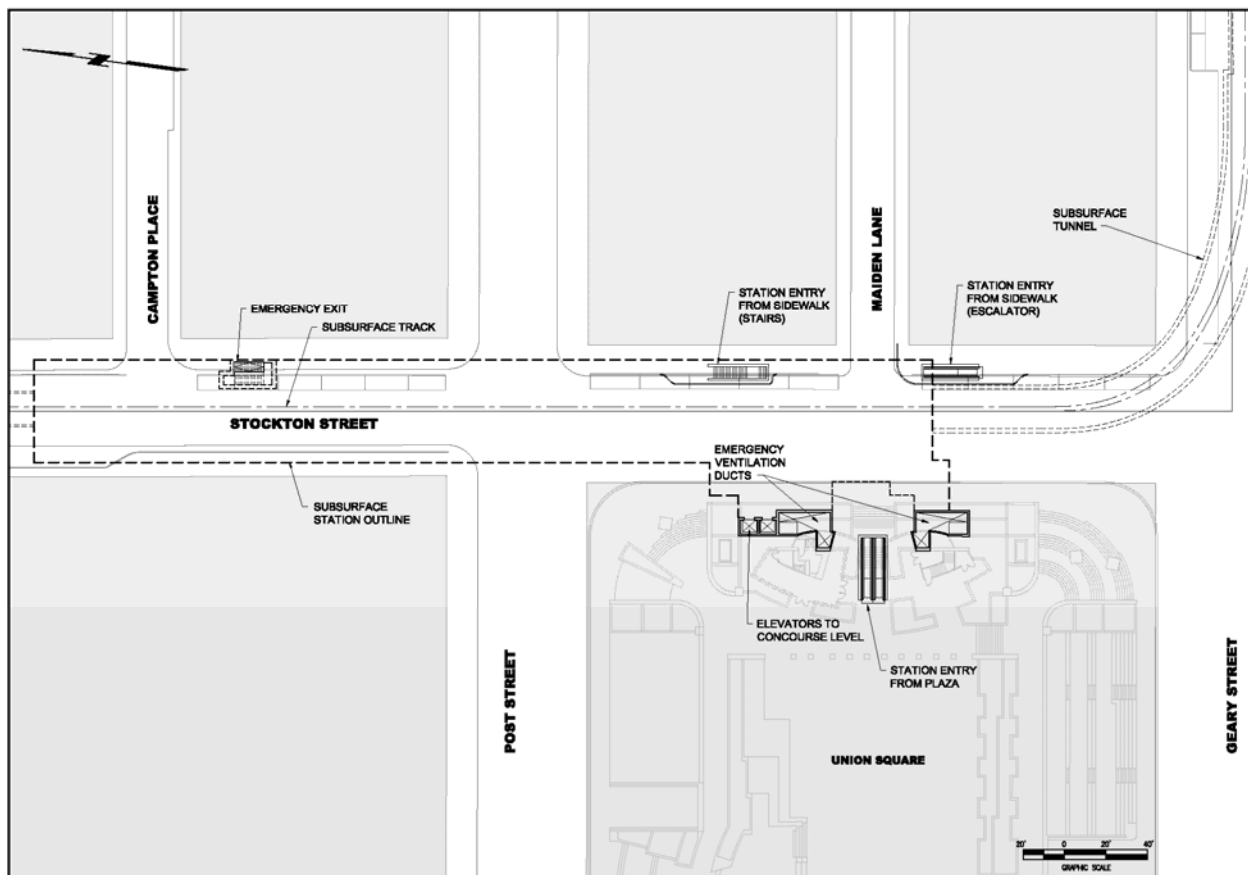 CAMPTON PLACE
MAIDEN LANE
SUBSURFACE
TUNNEL
EMERGENCY EXIT
SUBSURFACE TRACK
STATION ENTRY
FROM SIDEWALK
(STAIRS)
STATION ENTRY
FROM SIDEWALK
(ESCALATOR)
STOCKTON STREET
EMERGENCY
VENTILATION
DUCTS
SUBSURFACE
STATION OUTLINE
ELEVATORS TO
CONCOURSE LEVEL
STATION ENTRY
FROM PLAZA
POST STREET
GEARY STREET
UNION SQUARE
20' 0 20' 40'
GRAPHIC SCALE